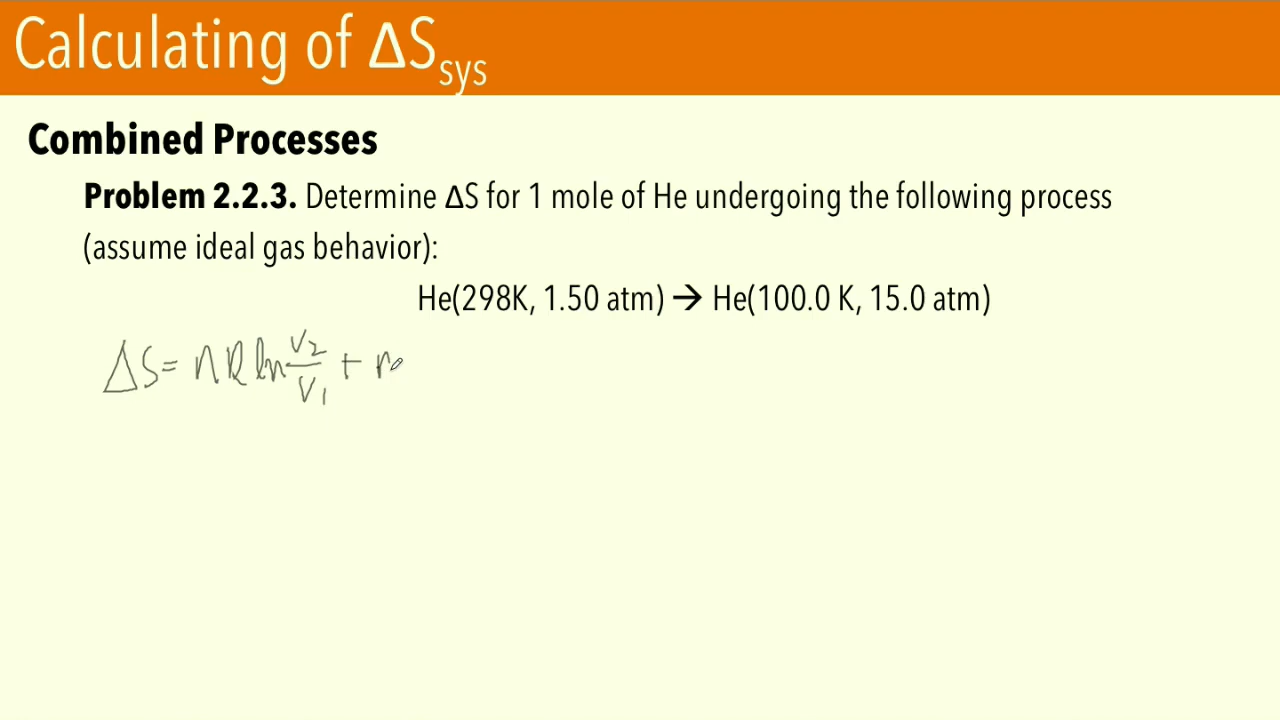 Calculating of ΔSsys
Combined Processes
Problem 2.2.3. Determine ΔS for 1 mole of He undergoing the following process
(assume ideal gas behavior):
He(298K, 1.50 atm) → He(100.0 K, 15.0 atm)
ΔS = nR ln V2/V1 + n